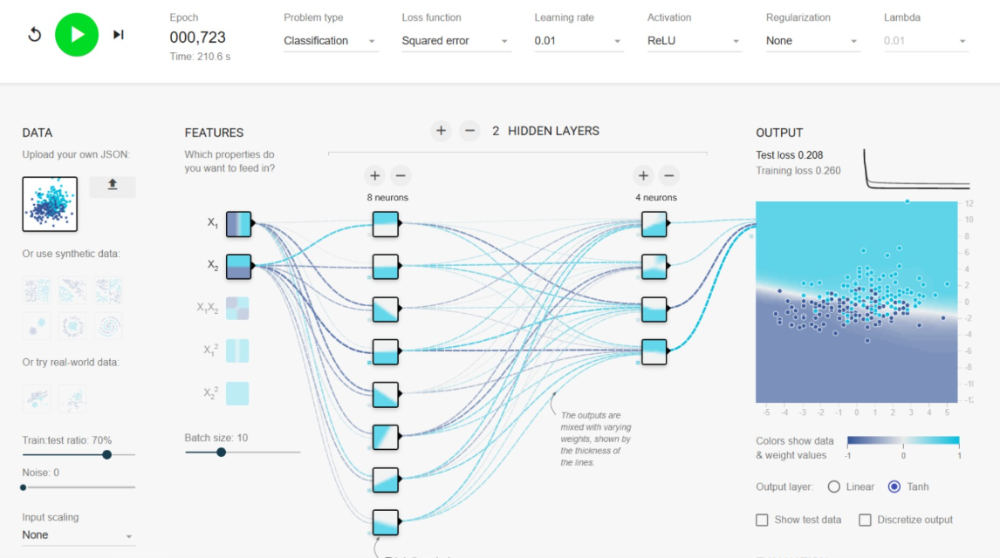 Epoch
000,723
Time: 210.6 s
Problem type
Classification
Loss function
Squared error
Learning rate
0.01
Activation
ReLU
Regularization
None
Lambda
0.01
DATA
Upload your own JSON:
Or use synthetic data:
Or try real-world data:
Train:test ratio: 70%
Noise: 0
Input scaling
None
FEATURES
Which properties do
you want to feed in?
X1
X2
X1X2
X1²
X2²
Batch size: 10
+ − 2 HIDDEN LAYERS
+ −
8 neurons
+ −
4 neurons
The outputs are
mixed with varying
weights, shown by
the thickness of
the lines.
OUTPUT
Test loss 0.208
Training loss 0.260
12
10
8
6
4
2
0
-2
-4
-6
-8
-5 -4 -3 -2 -1 0 1 2 3 4 5
Colors show data
& weight values
-1 0 1
Output layer: Linear Tanh
Show test data Discretize output